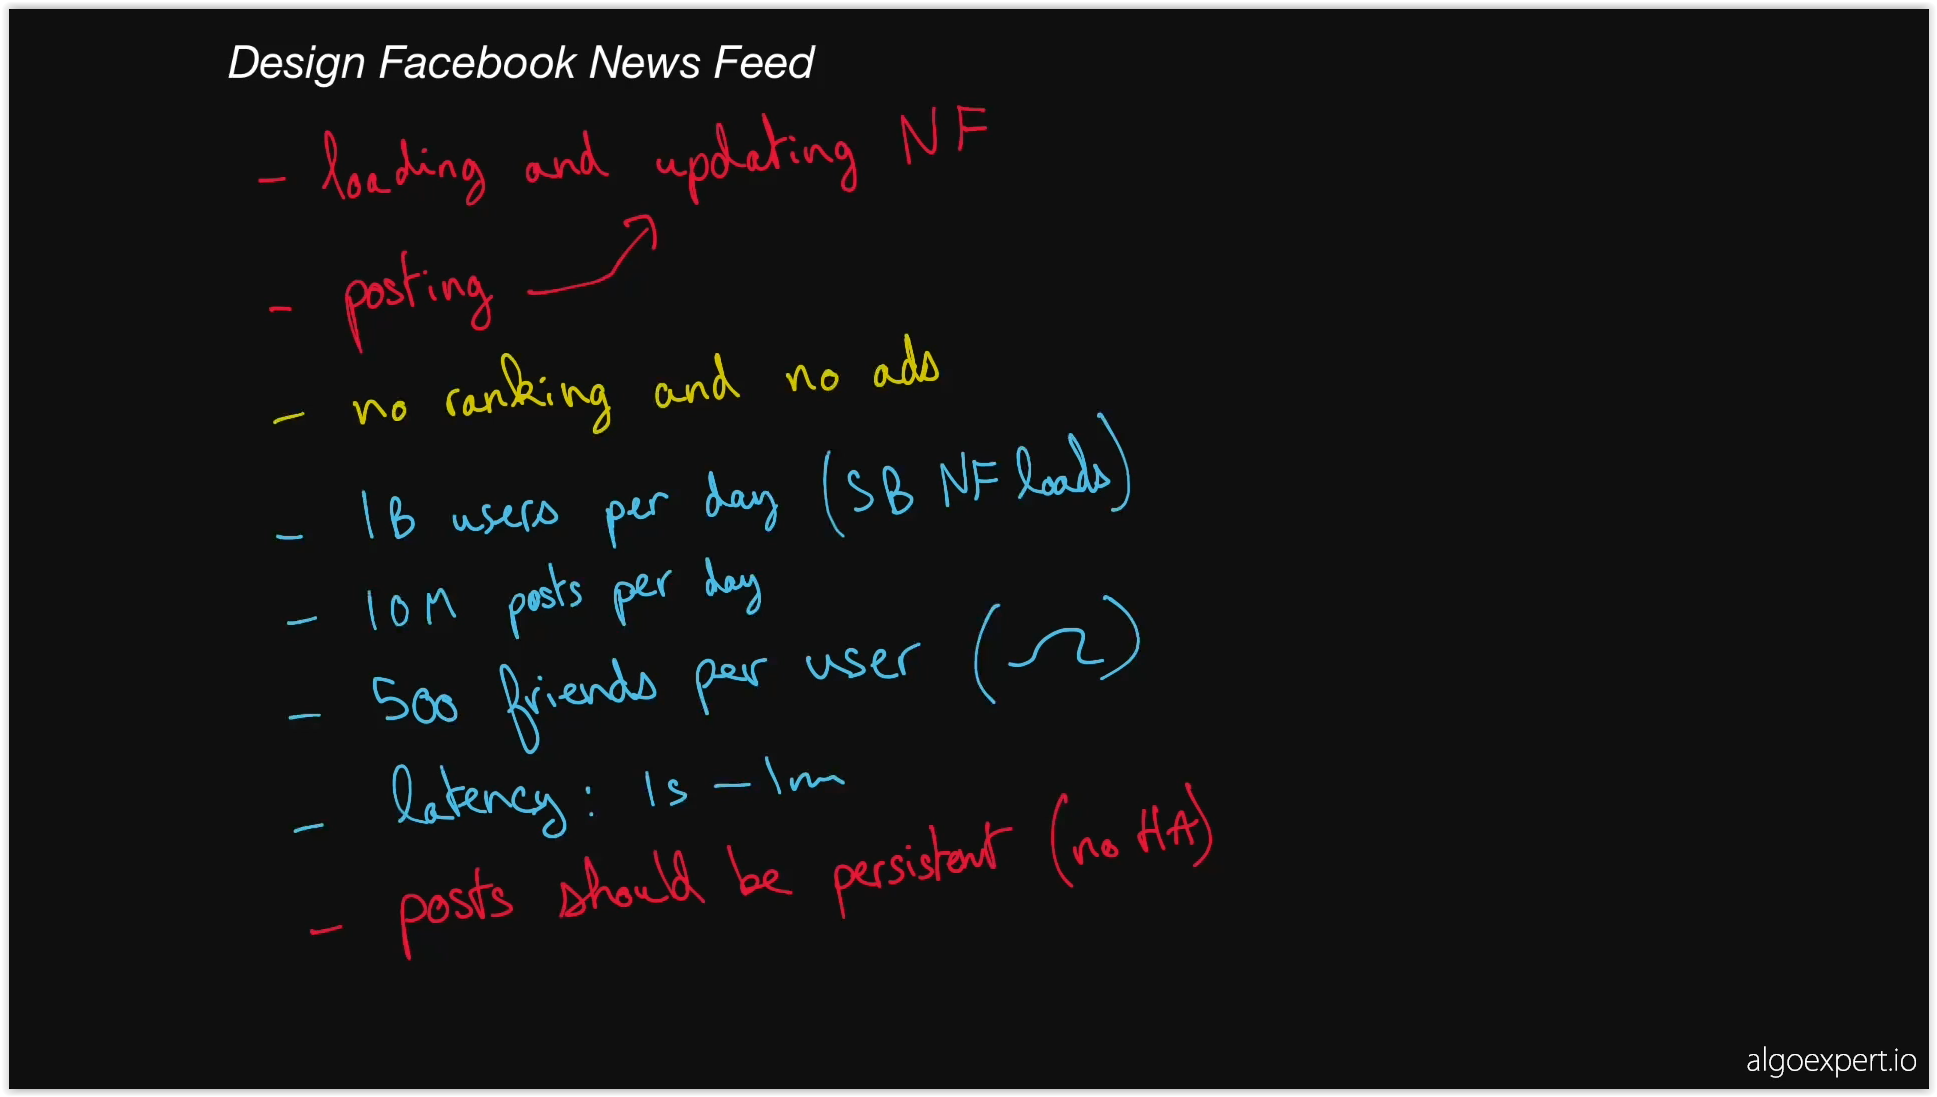 Design Facebook News Feed
- loading and updating NF
- posting
- no ranking and no ads
- 1B users per day (5B NF loads)
- 10M posts per day
- 500 friends per user
- latency: 1s - 1m
- posts should be persistent (no HA)
algoexpert.io